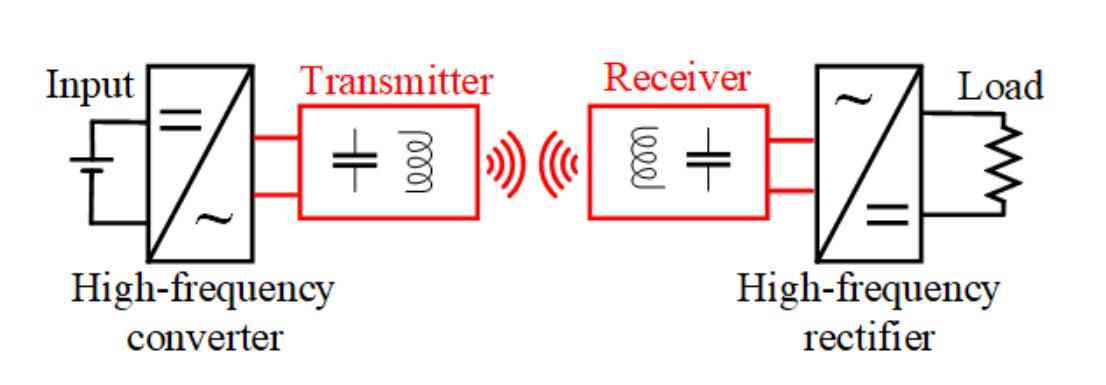 Input
Transmitter
Receiver
Load
High-frequency
converter
High-frequency
rectifier